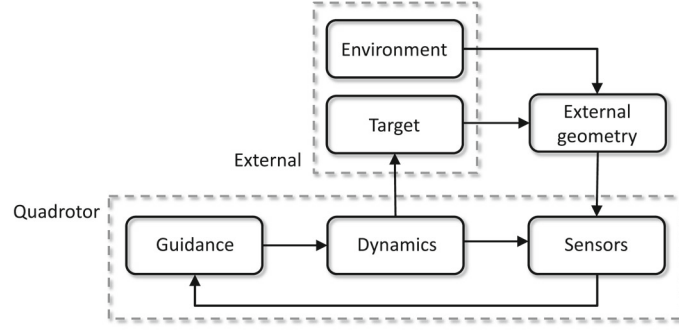 Environment
Target
External
geometry
External
Quadrotor
Guidance
Dynamics
Sensors